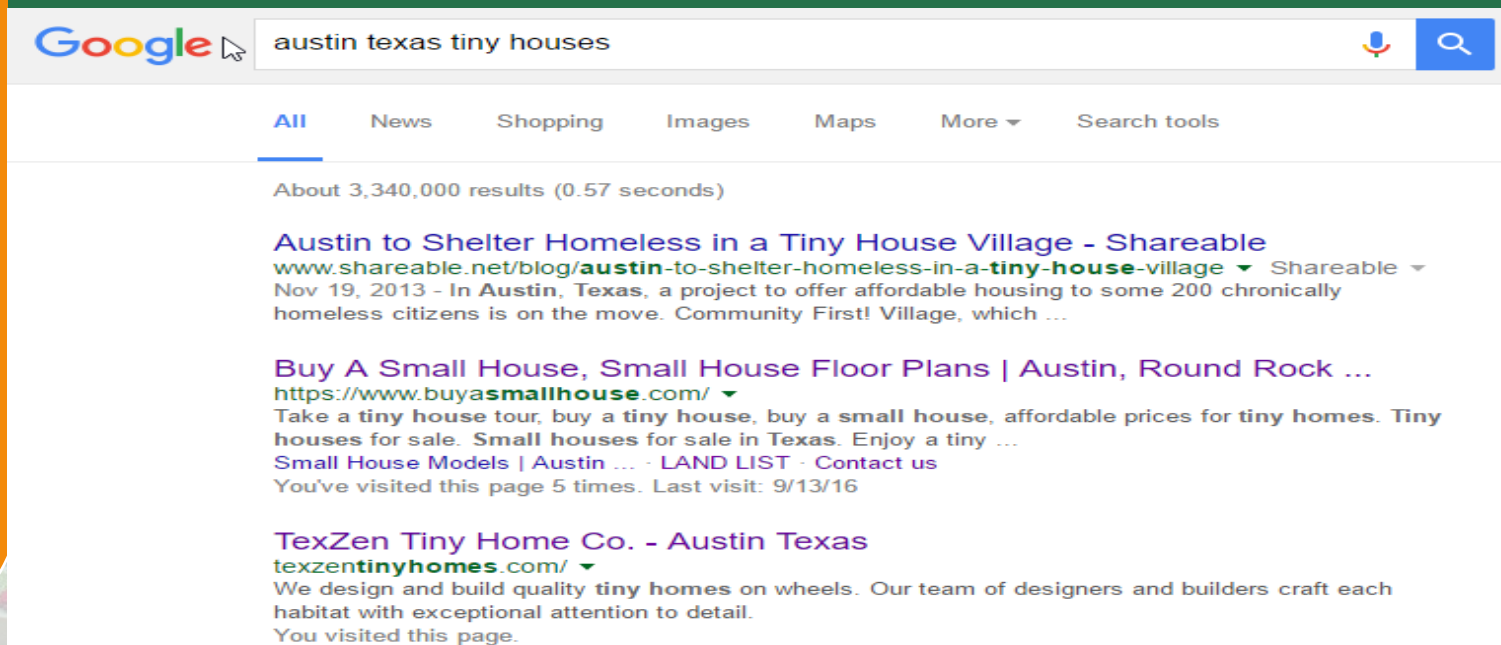 Google austin texas tiny houses
All News Shopping Images Maps More Search tools
About 3,340,000 results (0.57 seconds)
Austin to Shelter Homeless in a Tiny House Village - Shareable
www.shareable.net/blog/austin-to-shelter-homeless-in-a-tiny-house-village Shareable
Nov 19, 2013 - In Austin, Texas, a project to offer affordable housing to some 200 chronically
homeless citizens is on the move. Community First! Village, which ...
Buy A Small House, Small House Floor Plans | Austin, Round Rock ...
https://www.buyasmallhouse.com/
Take a tiny house tour, buy a tiny house, buy a small house, affordable prices for tiny homes. Tiny
houses for sale. Small houses for sale in Texas. Enjoy a tiny ...
Small House Models | Austin ... · LAND LIST · Contact us
You've visited this page 5 times. Last visit: 9/13/16
TexZen Tiny Home Co. - Austin Texas
texzentinyhomes.com/
We design and build quality tiny homes on wheels. Our team of designers and builders craft each
habitat with exceptional attention to detail.
You visited this page.